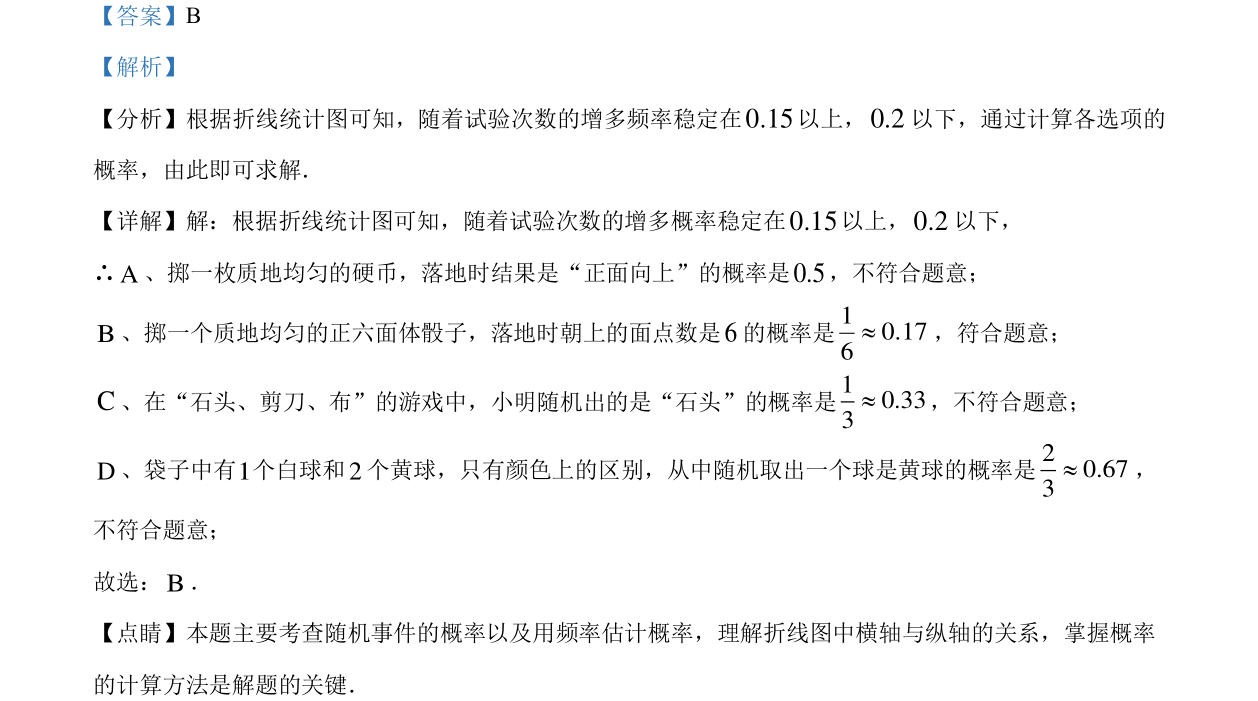 【答案】B
【解析】
【分析】根据折线统计图可知，随着试验次数的增多频率稳定在0.15以上，0.2以下，通过计算各选项的
概率，由此即可求解．
【详解】解：根据折线统计图可知，随着试验次数的增多概率稳定在0.15以上，0.2以下，
∴A、掷一枚质地均匀的硬币，落地时结果是“正面向上”的概率是0.5，不符合题意；
B、掷一个质地均匀的正六面体骰子，落地时朝上的面点数是6的概率是1/6≈0.17，符合题意；
C、在“石头、剪刀、布”的游戏中，小明随机出的是“石头”的概率是1/3≈0.33，不符合题意；
D、袋子中有1个白球和2个黄球，只有颜色上的区别，从中随机取出一个球是黄球的概率是2/3≈0.67，
不符合题意；
故选：B．
【点睛】本题主要考查随机事件的概率以及用频率估计概率，理解折线图中横轴与纵轴的关系，掌握概率
的计算方法是解题的关键．